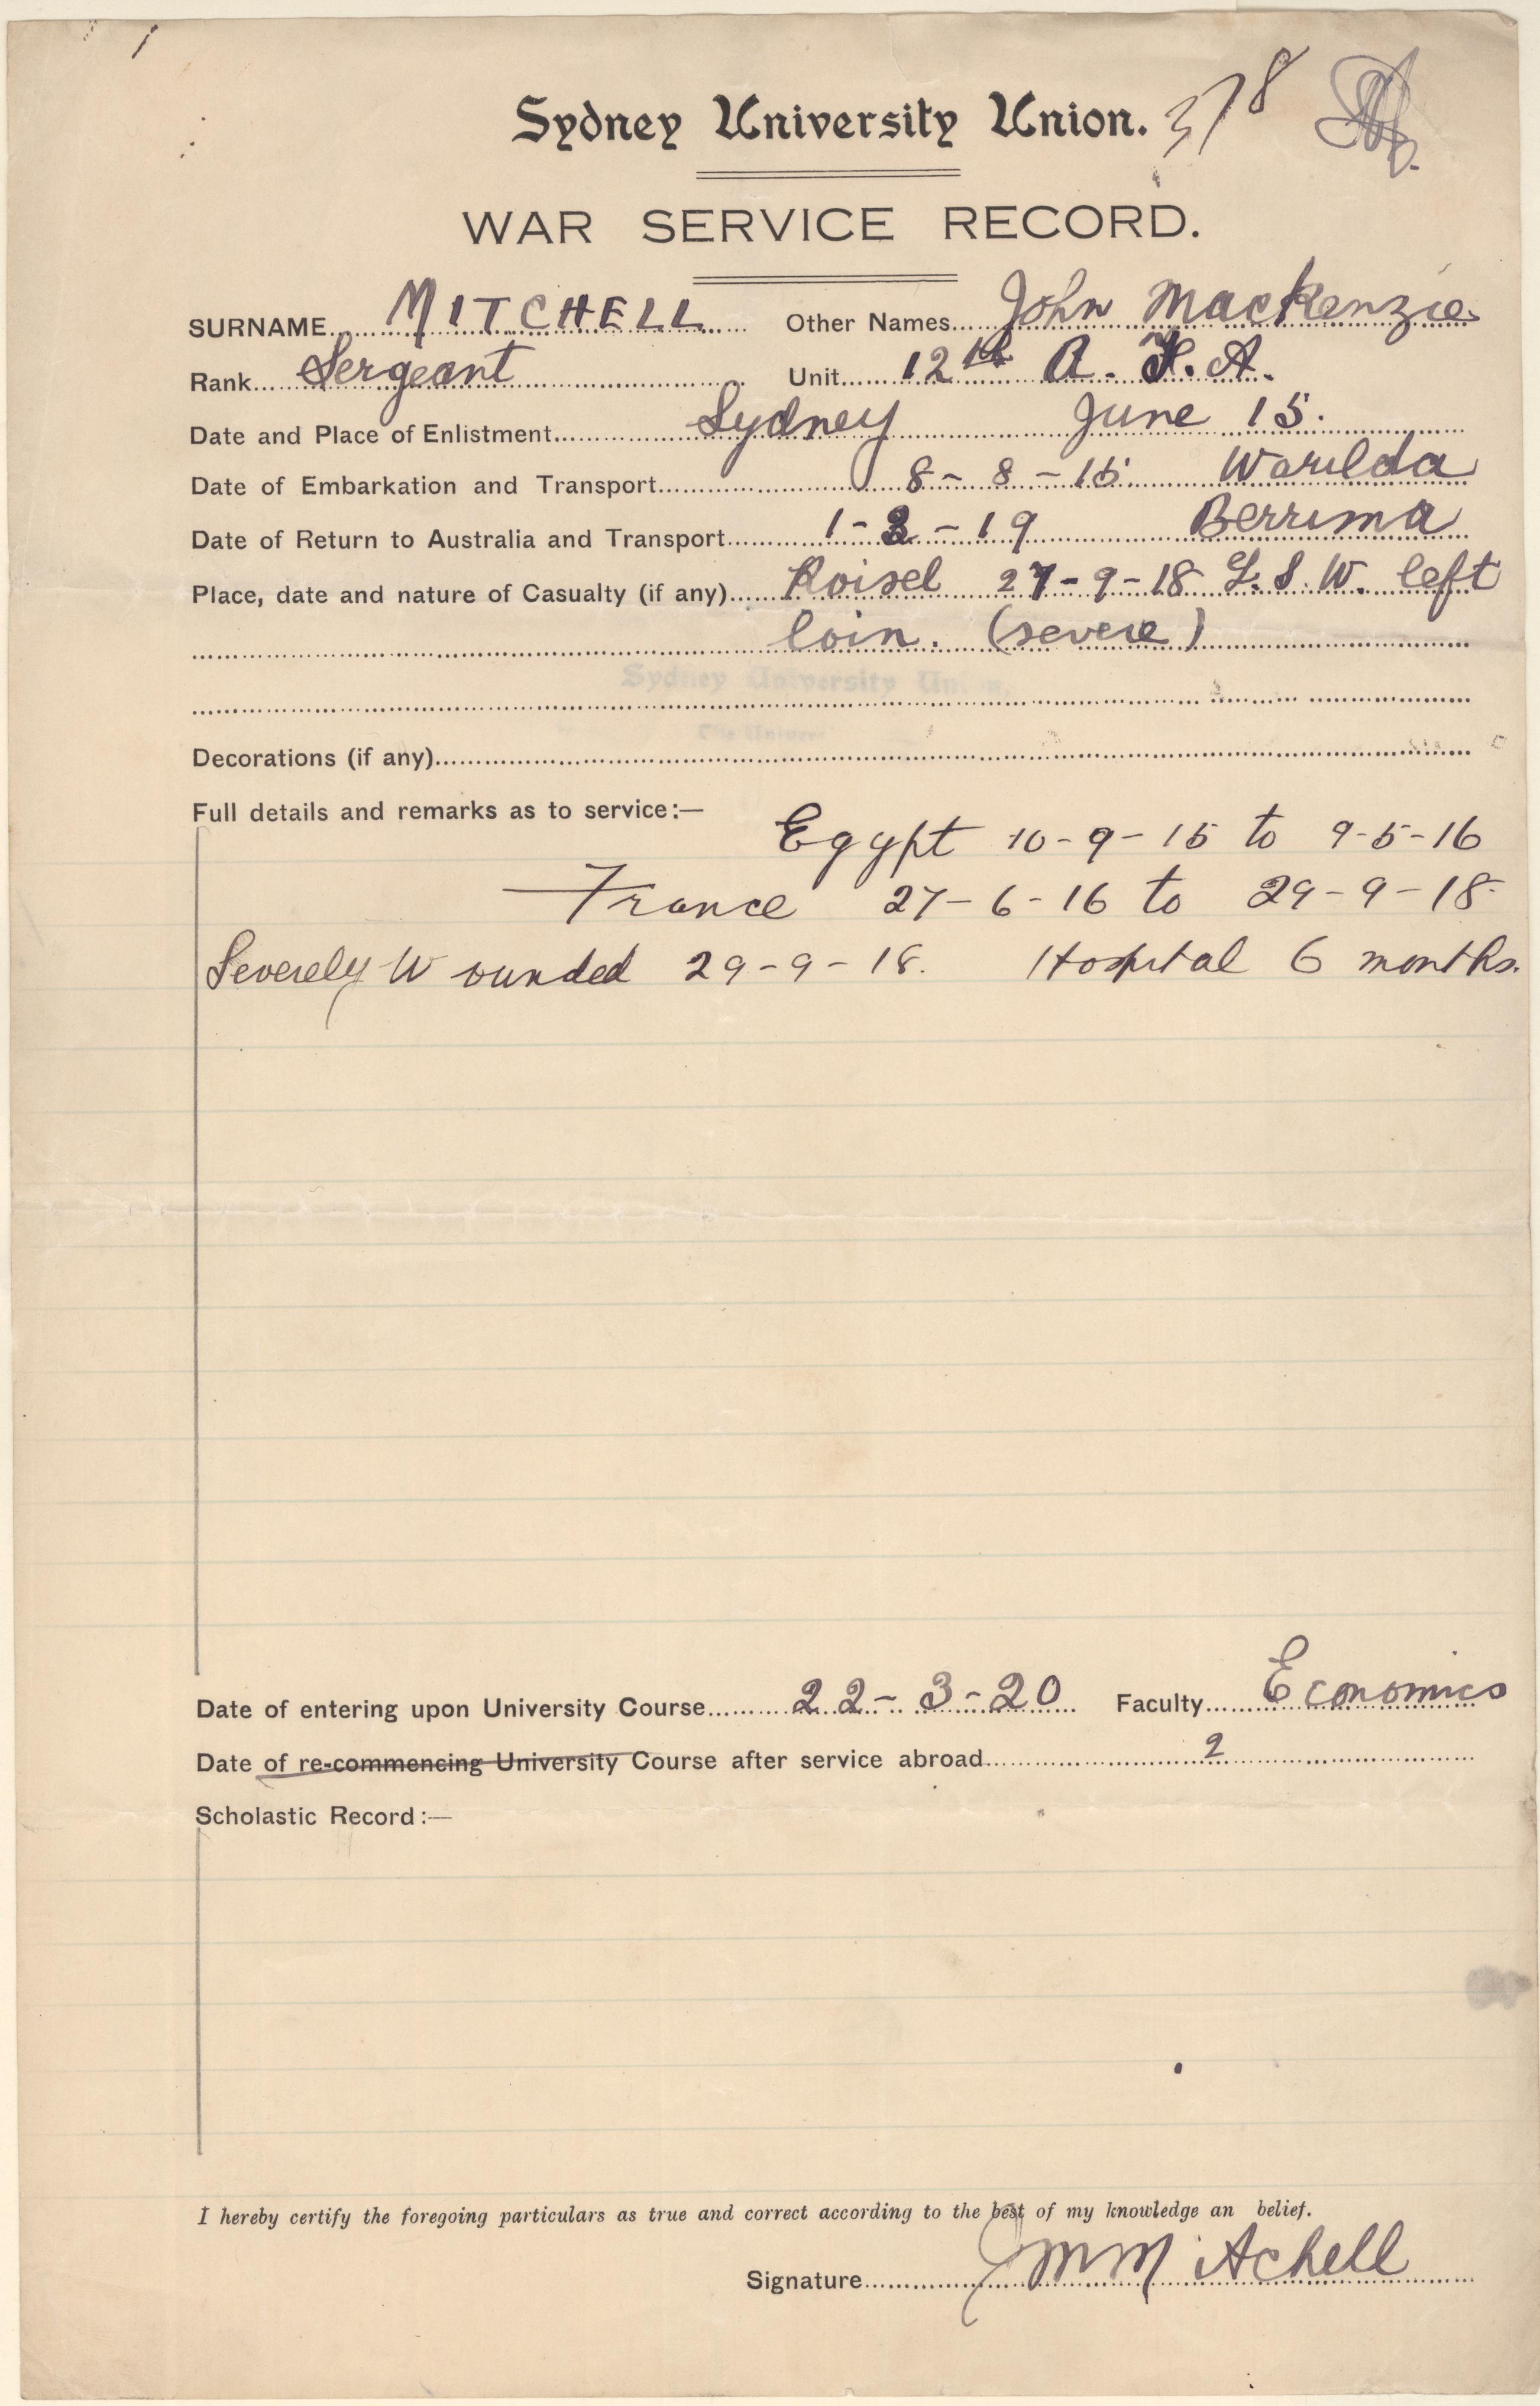 Sydney University Union. 378
WAR SERVICE RECORD.
SURNAME MITCHELL Other Names John Mackenzie
Rank Sergeant Unit 12th A. F. A.
Date and Place of Enlistment Sydney June 15.
Date of Embarkation and Transport 8-8-15 Warilda
Date of Return to Australia and Transport 1-3-19 Berrima
Place, date and nature of Casualty (if any) Roisel 27-9-18 G. S. W. left
loin. (severe)
Sydney University Union,
Decorations (if any)
Full details and remarks as to service:—
Egypt 10-9-15 to 9-5-16
France 27-6-16 to 29-9-18
Severely Wounded 29-9-18. Hospital 6 months.
Date of entering upon University Course 22-3-20 Faculty Economics
Date of re-commencing University Course after service abroad
Scholastic Record:—
I hereby certify the foregoing particulars as true and correct according to the best of my knowledge an belief.
Signature JMMitchell